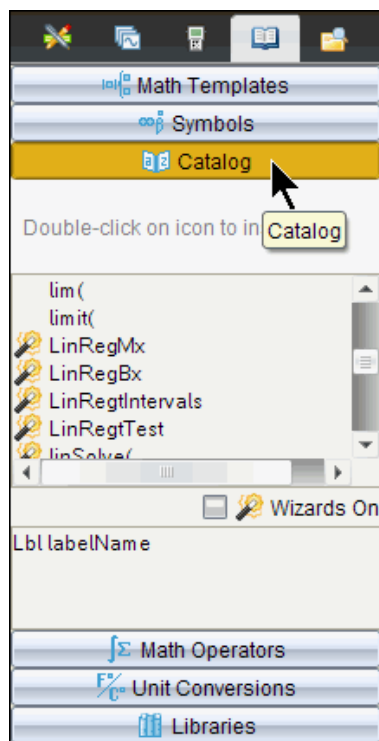 Math Templates
∞β° Symbols
Catalog
Double-click on icon to in
Catalog
lim(
limit(
LinRegMx
LinRegBx
LinRegtIntervals
LinRegtTest
linSolve(
Wizards On
Lbl labelName
∫Σ Math Operators
Unit Conversions
Libraries